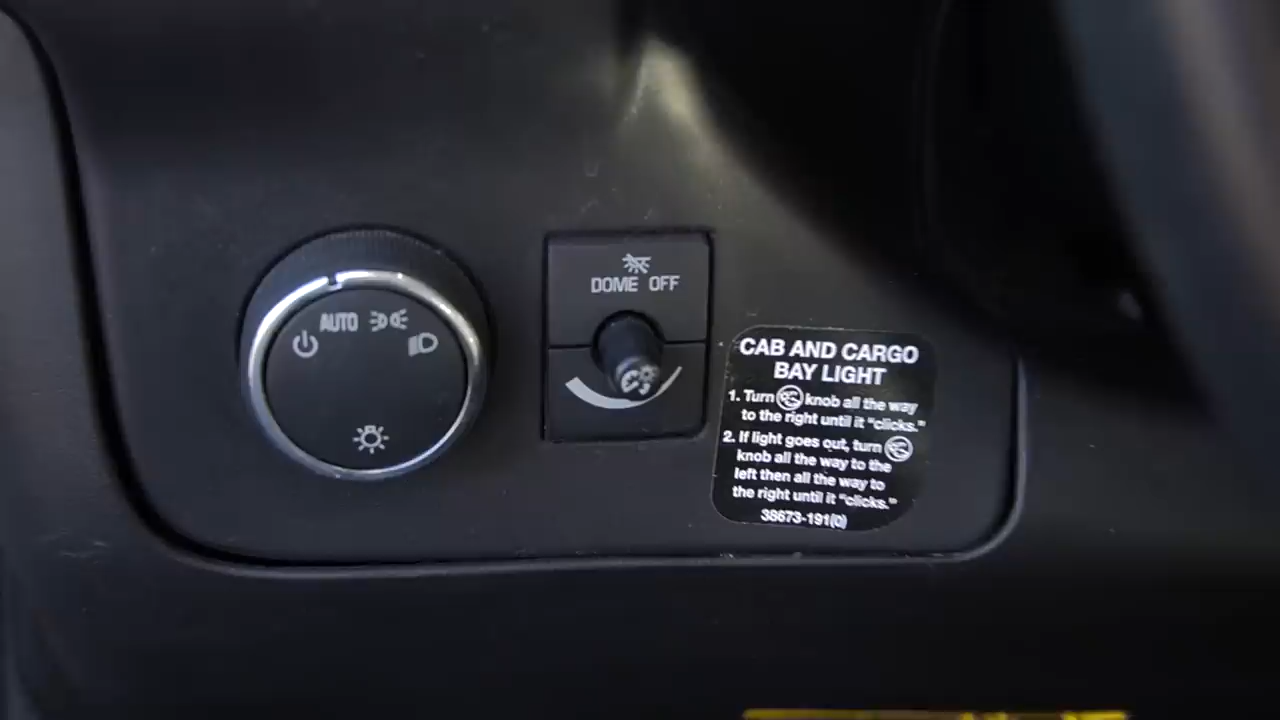 AUTO
DOME OFF
CAB AND CARGO
BAY LIGHT
1. Turn knob all the way
to the right until it "clicks."
2. If light goes out, turn
knob all the way to the
left then all the way to
the right until it "clicks."
38673-191(0)